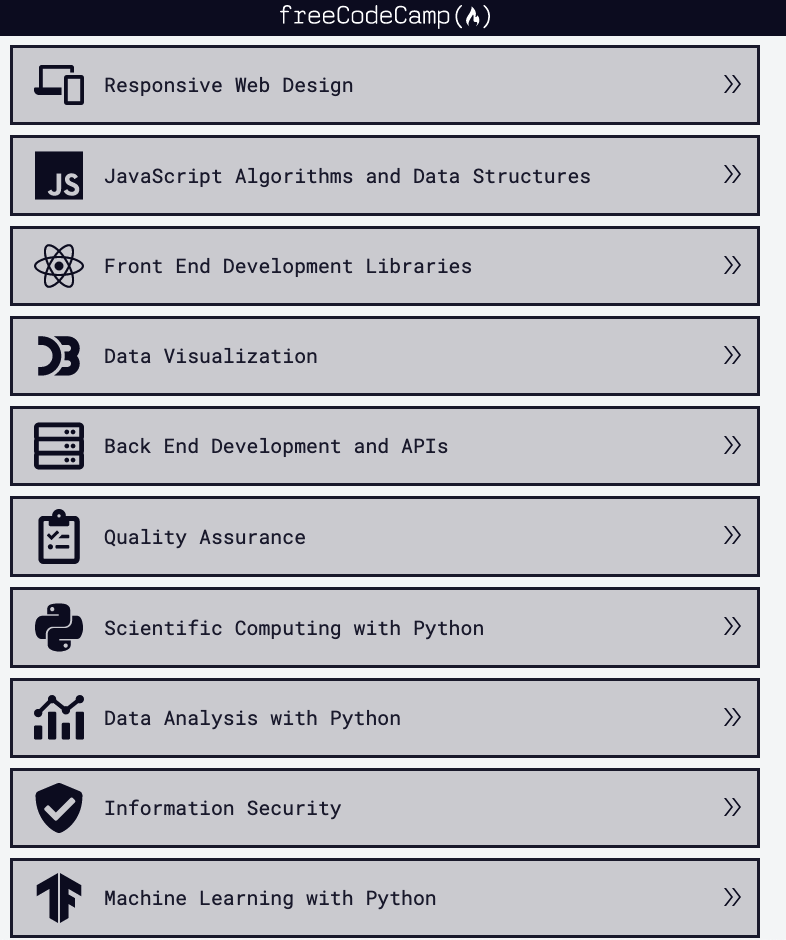 freeCodeCamp(🔥)
Responsive Web Design
JS
JavaScript Algorithms and Data Structures
Front End Development Libraries
Data Visualization
Back End Development and APIs
Quality Assurance
Scientific Computing with Python
Data Analysis with Python
Information Security
Machine Learning with Python